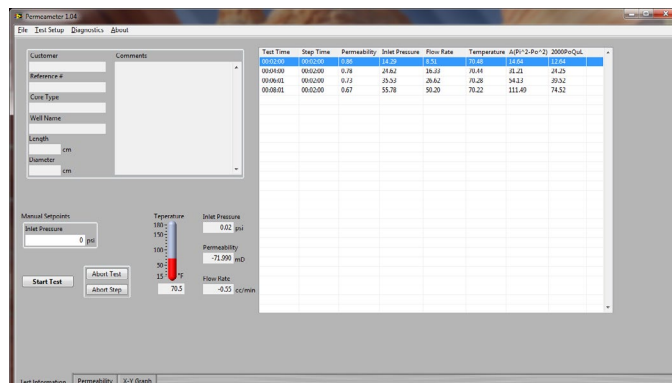 Permeameter 1.04
File Test Setup Diagnostics About
Customer
Comments
Reference #
Core Type
Well Name
Length
cm
Diameter
cm
Test Time Step Time Permeability Inlet Pressure Flow Rate Temperature A(Pi^2-Po^2) 2000PoQuL
00:02:00 00:02:00 0.86 14.29 8.51 70.48 14.64 12.64
00:04:00 00:02:00 0.78 24.62 16.33 70.44 31.21 24.25
00:06:01 00:02:00 0.73 35.53 26.62 70.28 54.13 39.52
00:08:01 00:02:00 0.67 55.78 50.20 70.22 111.49 74.52
Manual Setpoints
Inlet Pressure
0 psi
Start Test
Abort Test
Abort Step
Teperature
180
150
100
50
15 °F
70.5
Inlet Pressure
0.02 psi
Permeability
-71.990 mD
Flow Rate
-0.55 cc/min
Test Information Permeability X-Y Graph